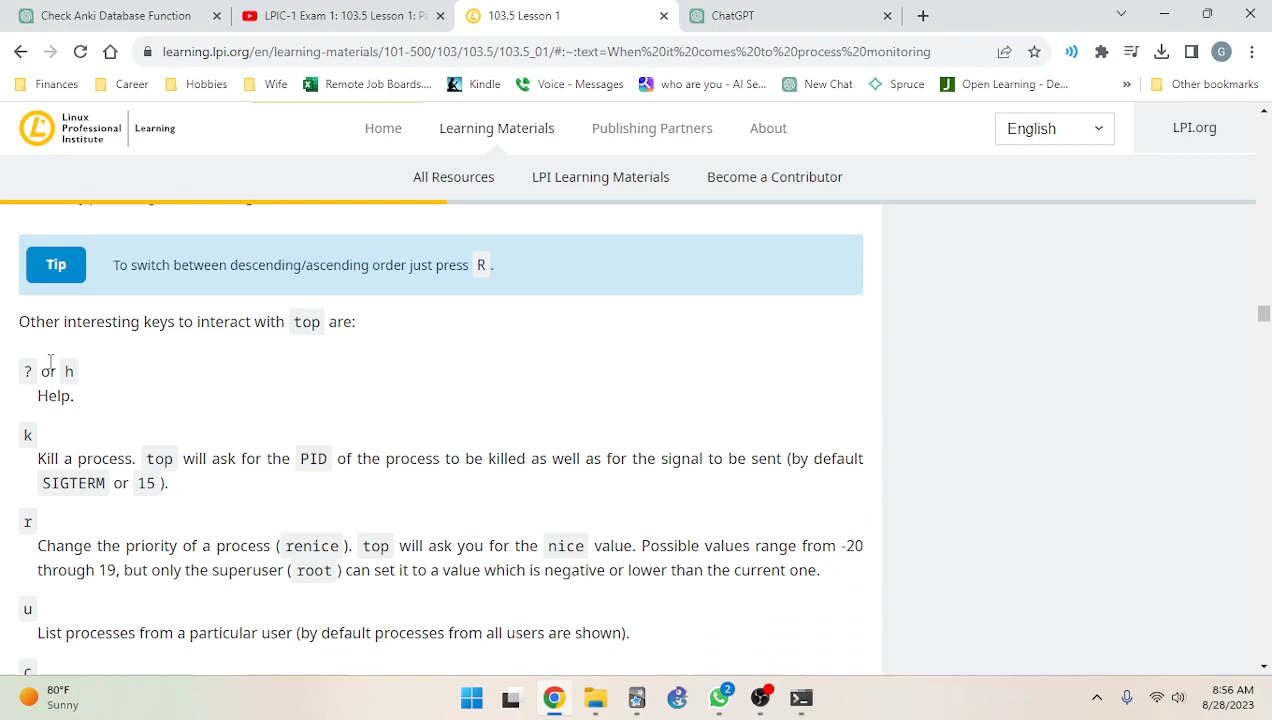 Check Anki Database Function
LPIC-1 Exam 1: 103.5 Lesson 1: P
103.5 Lesson 1
ChatGPT
learning.lpi.org/en/learning-materials/101-500/103/103.5/103.5_01/#:~:text=When%20it%20comes%20to%20process%20monitoring
G
Finances
Career
Hobbies
Wife
Remote Job Boards....
Kindle
Voice - Messages
who are you - AI Se...
New Chat
Spruce
Open Learning - De...
»
Other bookmarks
Linux
Professional
Institute
Learning
Home
Learning Materials
Publishing Partners
About
English
LPI.org
All Resources
LPI Learning Materials
Become a Contributor
Tip
To switch between descending/ascending order just press R .
Other interesting keys to interact with top are:
? or h
Help.
k
Kill a process. top will ask for the PID of the process to be killed as well as for the signal to be sent (by default
SIGTERM or 15 ).
r
Change the priority of a process ( renice ). top will ask you for the nice value. Possible values range from -20
through 19, but only the superuser ( root ) can set it to a value which is negative or lower than the current one.
u
List processes from a particular user (by default processes from all users are shown).
c
80°F
Sunny
2
8:56 AM
8/28/2023